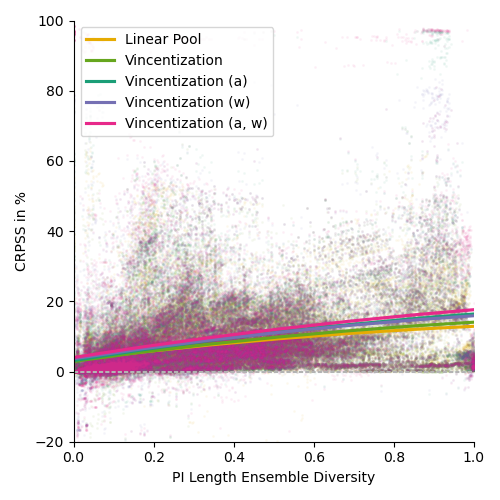 100
80
60
40
20
0
−20
CRPSS in %
Linear Pool
Vincentization
Vincentization (a)
Vincentization (w)
Vincentization (a, w)
0.0 0.2 0.4 0.6 0.8 1.0
PI Length Ensemble Diversity